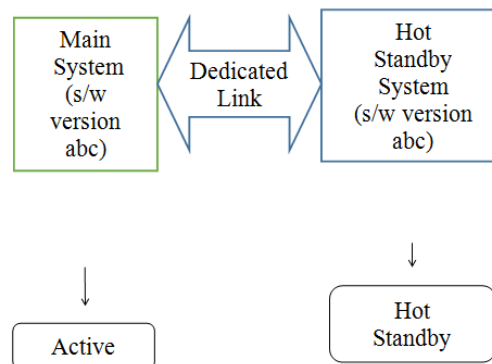 Main
System
(s/w
version
abc)
Dedicated
Link
Hot
Standby
System
(s/w version
abc)
Active
Hot
Standby